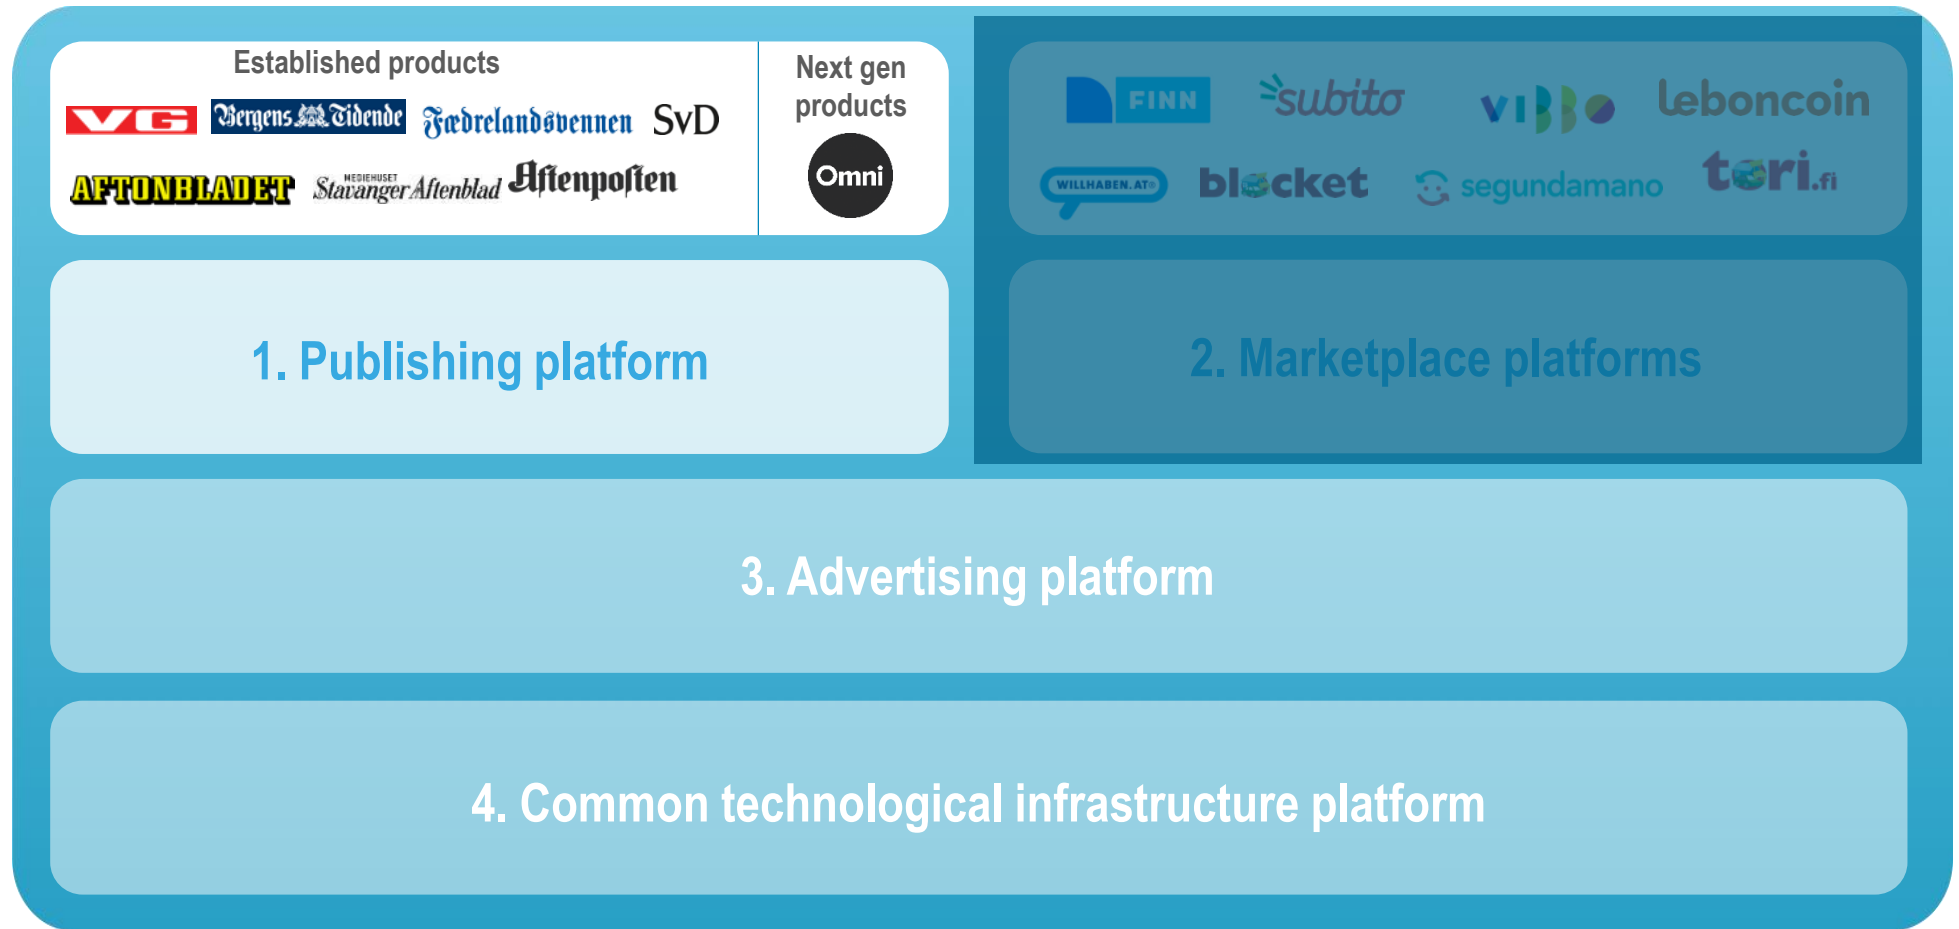 Established products
VG Bergens Tidende Fædrelandsvennen SvD
AFTONBLADET MEDIEHUSET Stavanger Aftenblad Aftenposten
Next gen
products
Omni
FINN subito VIBBO leboncoin
WILLHABEN.AT® blocket segundamano tori.fi
1. Publishing platform
2. Marketplace platforms
3. Advertising platform
4. Common technological infrastructure platform